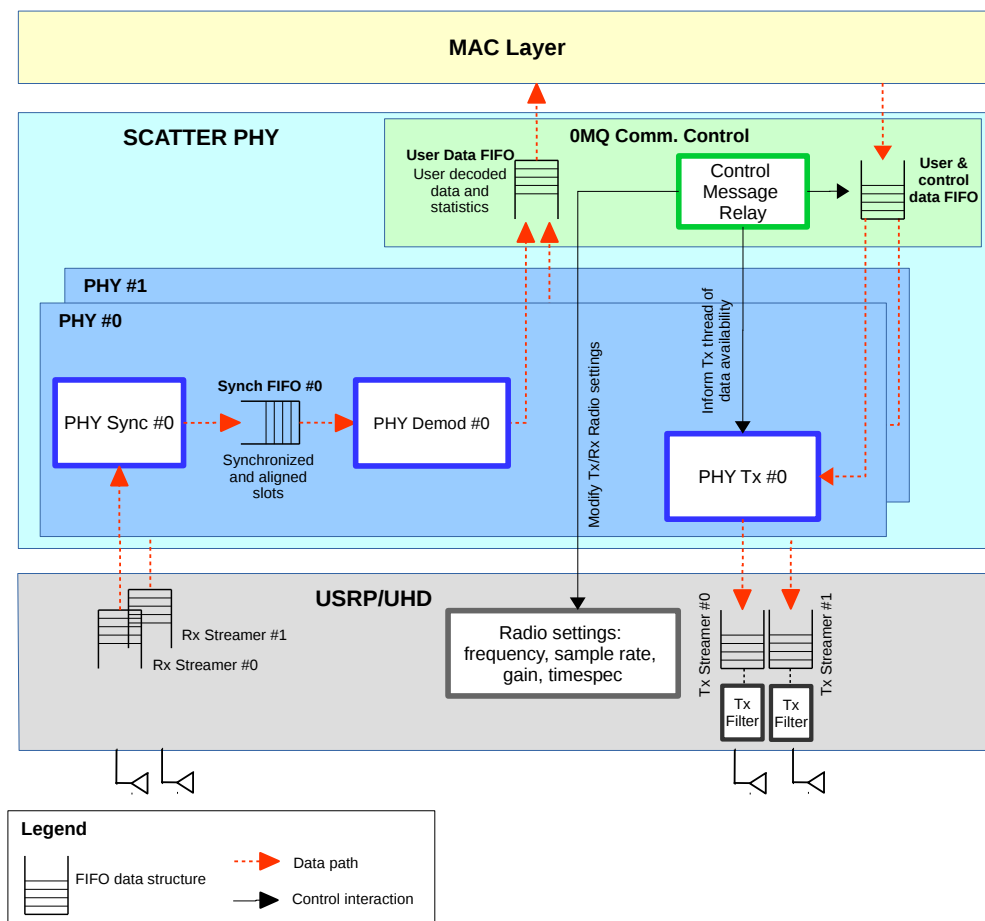 MAC Layer
SCATTER PHY
0MQ Comm. Control
User Data FIFO
User decoded
data and
statistics
Control
Message
Relay
User &
control
data FIFO
PHY #1
PHY #0
Modify Tx/Rx Radio settings
Inform Tx thread of
data availability
PHY Sync #0
Synch FIFO #0
Synchronized
and aligned
slots
PHY Demod #0
PHY Tx #0
USRP/UHD
Rx Streamer #1
Rx Streamer #0
Radio settings:
frequency, sample rate,
gain, timespec
Tx Streamer #0
Tx Streamer #1
Tx
Filter
Tx
Filter
Legend
FIFO data structure
Data path
Control interaction